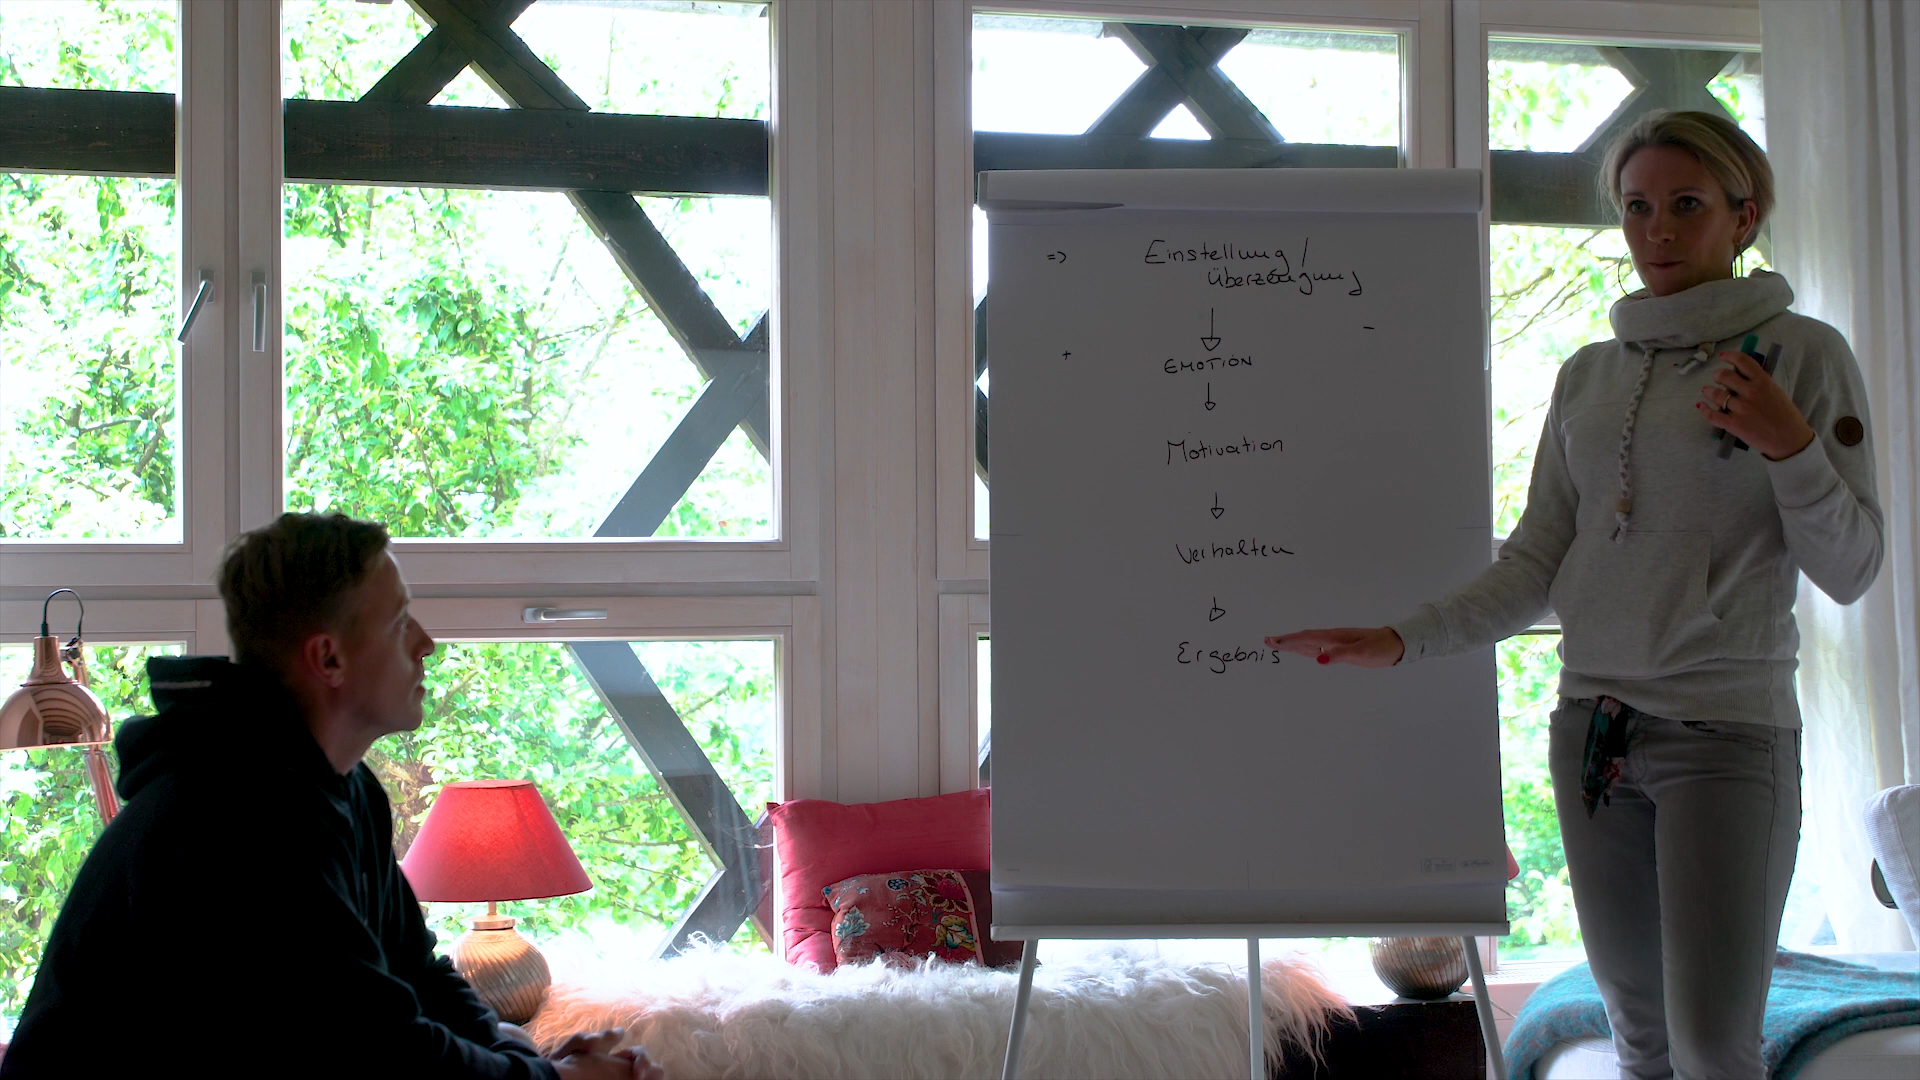 => Einstellung /
Überzeugung
-
+ EMOTION
Motivation
Verhalten
Ergebnis